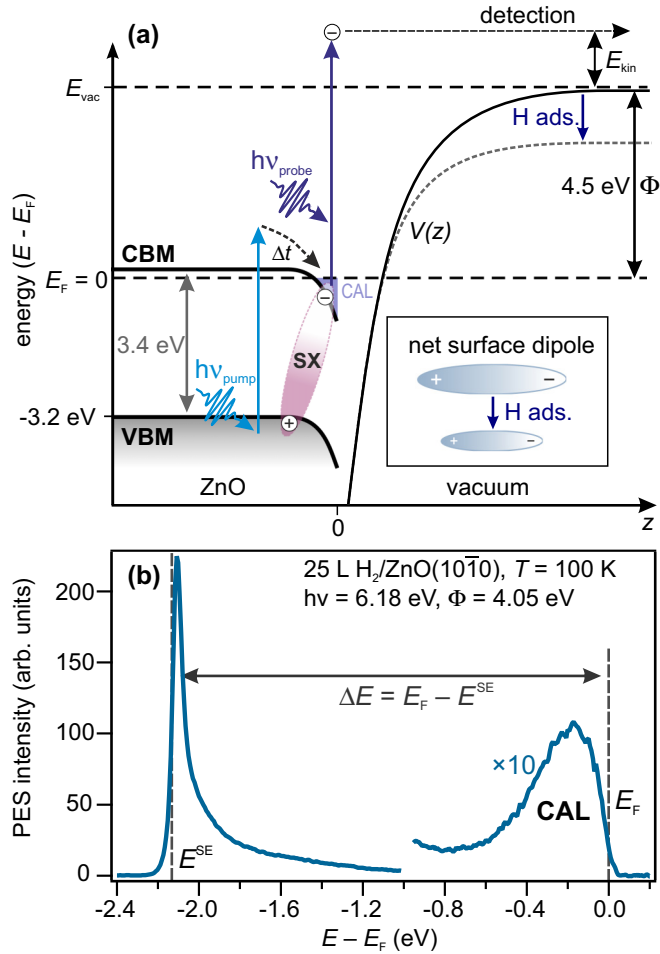 (a)
detection
−
E_kin
E_vac
H ads.
hν_probe
4.5 eV Φ
V(z)
energy (E - E_F)
CBM
Δt
E_F = 0
CAL
−
3.4 eV
SX
net surface dipole
+ −
hν_pump
H ads.
-3.2 eV
+
+ −
VBM
ZnO
vacuum
0
z
(b)
25 L H₂/ZnO(101̅0), T = 100 K
hv = 6.18 eV, Φ = 4.05 eV
PES intensity (arb. units)
200
150
100
50
0
ΔE = E_F − E^SE
×10
CAL
E_F
E^SE
-2.4 -2.0 -1.6 -1.2 -0.8 -0.4 0.0
E − E_F (eV)